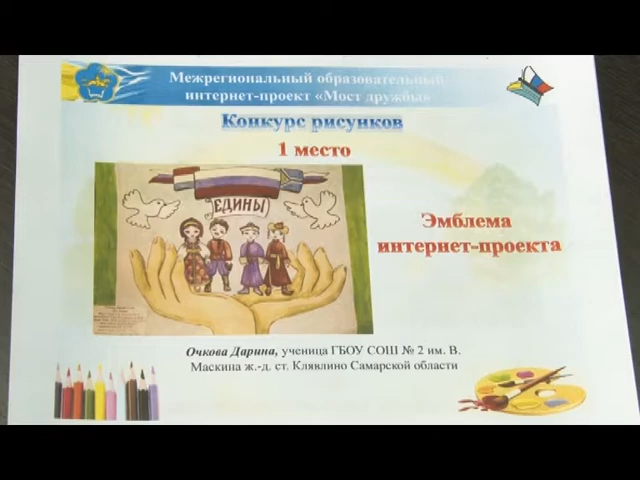 Межрегиональный образовательный
интернет-проект «Мост дружбы»
Конкурс рисунков
1 место
ЕДИНЫ
Эмблема
интернет-проекта
Очкова Дарина, ученица ГБОУ СОШ № 2 им. В.
Маскина ж.-д. ст. Клявлино Самарской области